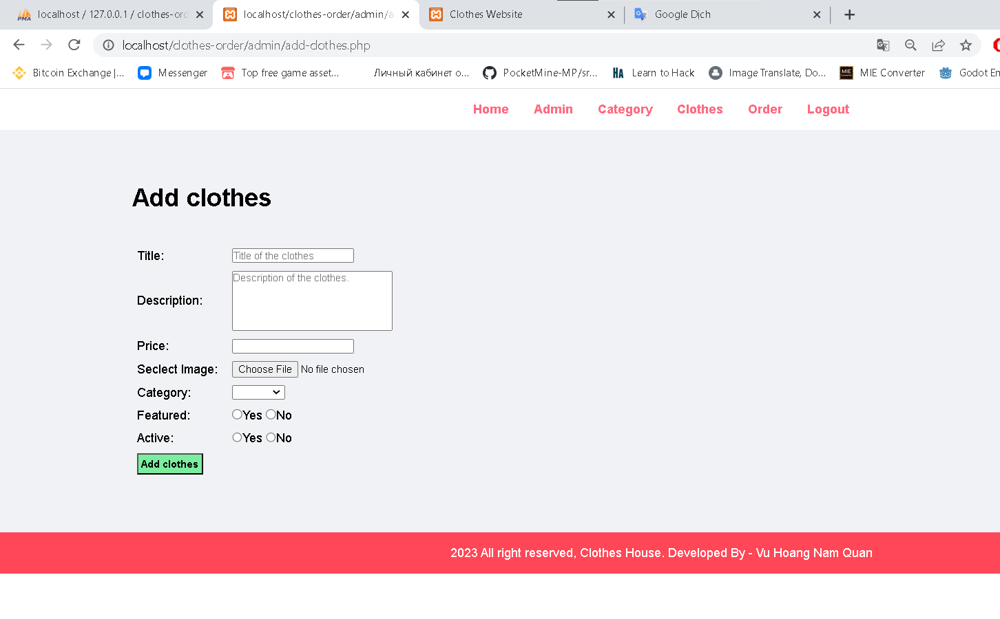 localhost / 127.0.0.1 / clothes-ord
localhost/clothes-order/admin/a
Clothes Website
Google Dịch
localhost/clothes-order/admin/add-clothes.php
Bitcoin Exchange |...
Messenger
Top free game asset...
Личный кабинет о...
PocketMine-MP/sr...
HA Learn to Hack
Image Translate, Do...
MIE MIE Converter
Godot En
Home Admin Category Clothes Order Logout
Add clothes
Title: Title of the clothes
Description: Description of the clothes.
Price:
Seclect Image: Choose File No file chosen
Category:
Featured: Yes No
Active: Yes No
Add clothes
2023 All right reserved, Clothes House. Developed By - Vu Hoang Nam Quan